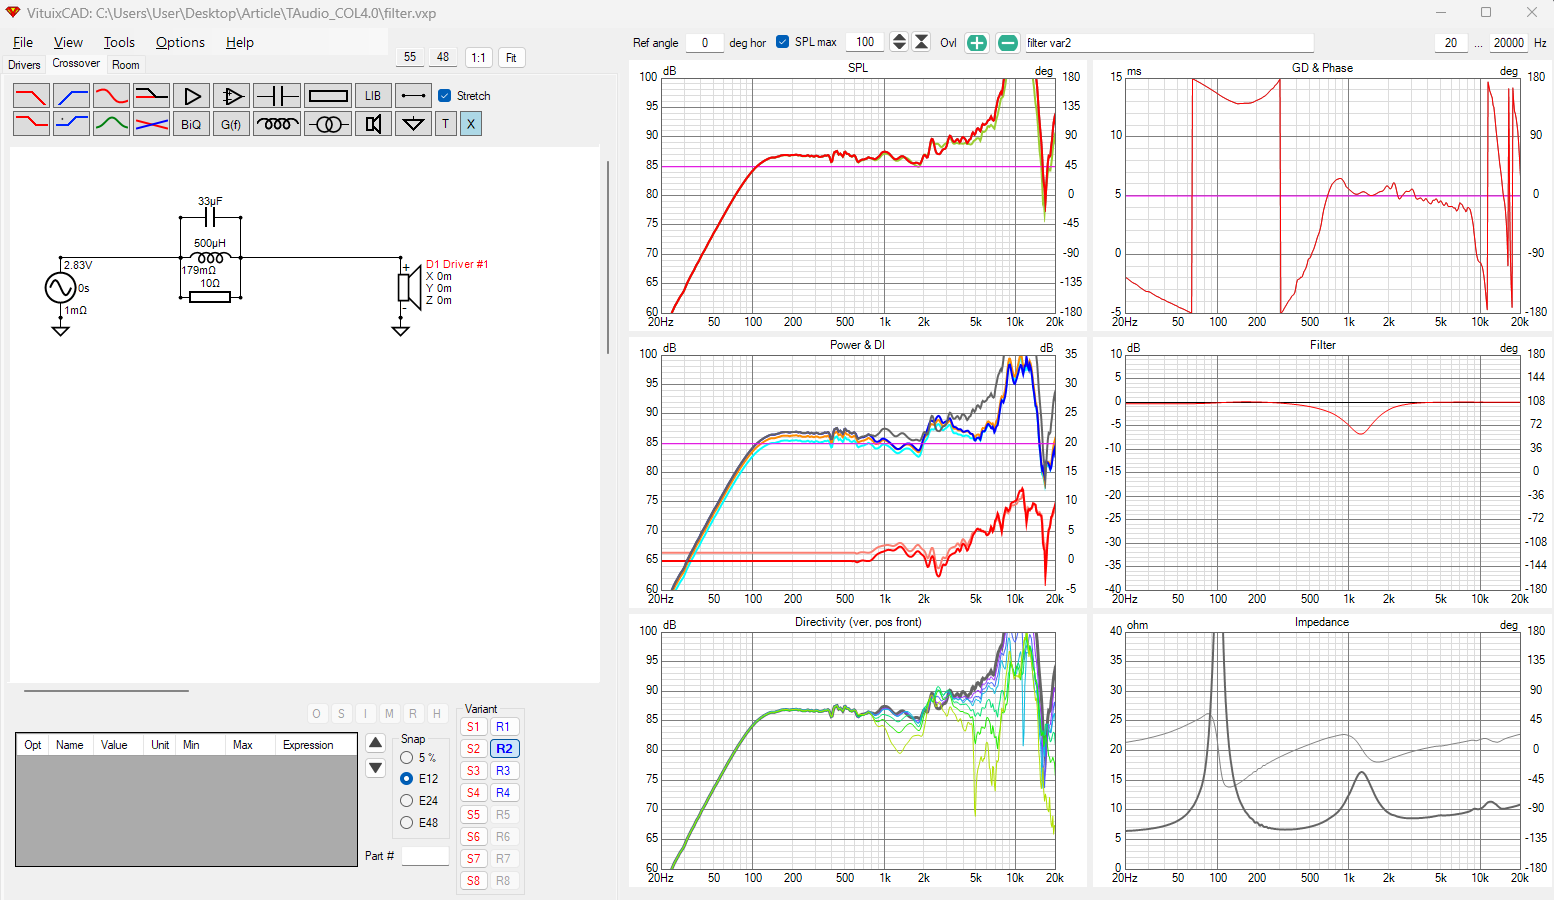 VituixCAD: C:\Users\User\Desktop\Article\TAudio_COL4.0\filter.vxp
File View Tools Options Help
Drivers Crossover Room
55 48 1:1 Fit
LIB Stretch
BiQ G(f) T X
33µF
500µH
179mΩ
10Ω
2.83V
0s
1mΩ
+
-
D1 Driver #1
X 0m
Y 0m
Z 0m
O S I M R H
Opt Name Value Unit Min Max Expression
Snap
5 %
E12
E24
E48
Part #
Variant
S1 R1
S2 R2
S3 R3
S4 R4
S5 R5
S6 R6
S7 R7
S8 R8
Ref angle 0 deg hor SPL max 100 Ovl filter var2 20 ... 20000 Hz
SPL
dB deg
100 95 90 85 80 75 70 65 60
180 135 90 45 0 -45 -90 -135 -180
20Hz 50 100 200 500 1k 2k 5k 10k 20k
GD & Phase
ms deg
15 10 5 0 -5
180 90 0 -90 -180
20Hz 50 100 200 500 1k 2k 5k 10k 20k
Power & DI
dB dB
100 95 90 85 80 75 70 65 60
35 30 25 20 15 10 5 0 -5
20Hz 50 100 200 500 1k 2k 5k 10k 20k
Filter
dB deg
10 5 0 -5 -10 -15 -20 -25 -30 -35 -40
180 144 108 72 36 0 -36 -72 -108 -144 -180
20Hz 50 100 200 500 1k 2k 5k 10k 20k
Directivity (ver, pos front)
dB
100 95 90 85 80 75 70 65 60
20Hz 50 100 200 500 1k 2k 5k 10k 20k
Impedance
ohm deg
40 35 30 25 20 15 10 5 0
180 135 90 45 0 -45 -90 -135 -180
20Hz 50 100 200 500 1k 2k 5k 10k 20k